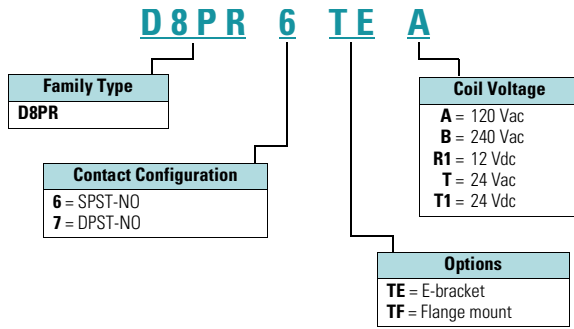 D8PR 6 TE A
Family Type
D8PR
Coil Voltage
A = 120 Vac
B = 240 Vac
R1 = 12 Vdc
T = 24 Vac
T1 = 24 Vdc
Contact Configuration
6 = SPST-NO
7 = DPST-NO
Options
TE = E-bracket
TF = Flange mount